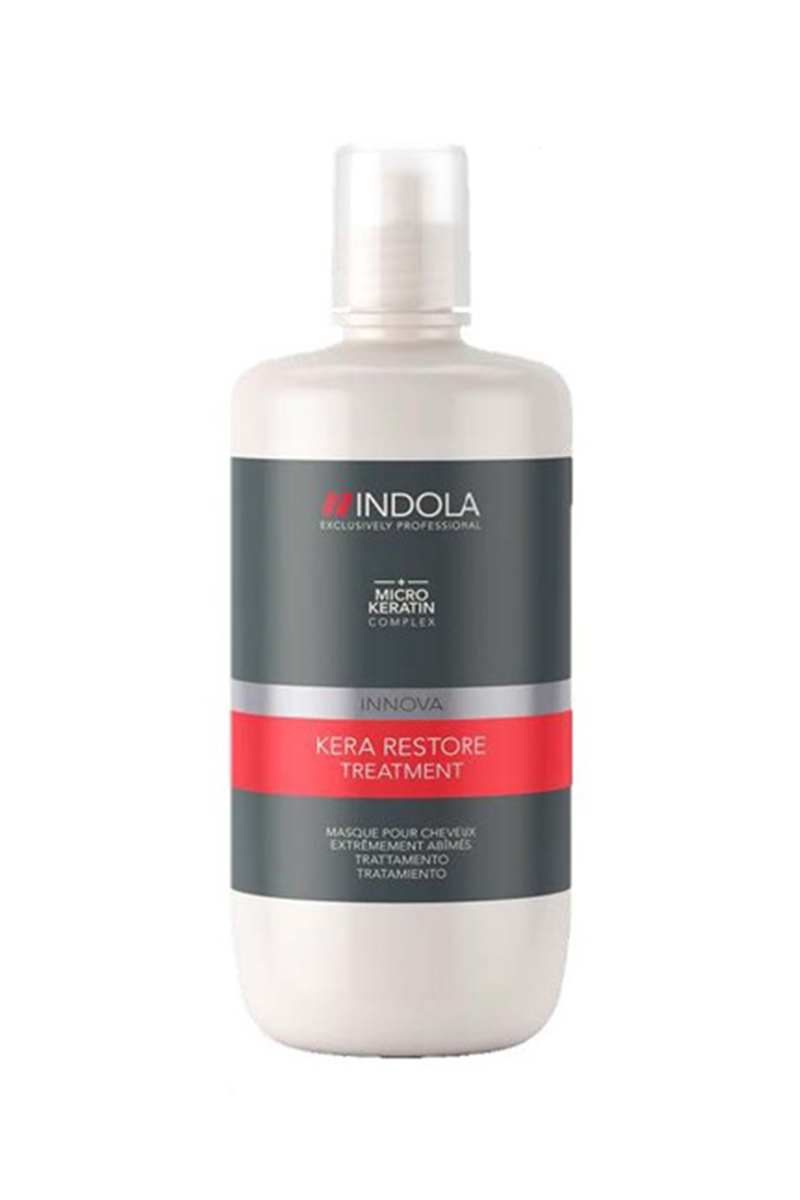 INDOLA
EXCLUSIVELY PROFESSIONAL
+
MICRO
KERATIN
COMPLEX
INNOVA
KERA RESTORE
TREATMENT
MASQUE POUR CHEVEUX
EXTRÊMEMENT ABÎMÉS
TRATTAMENTO
TRATAMIENTO